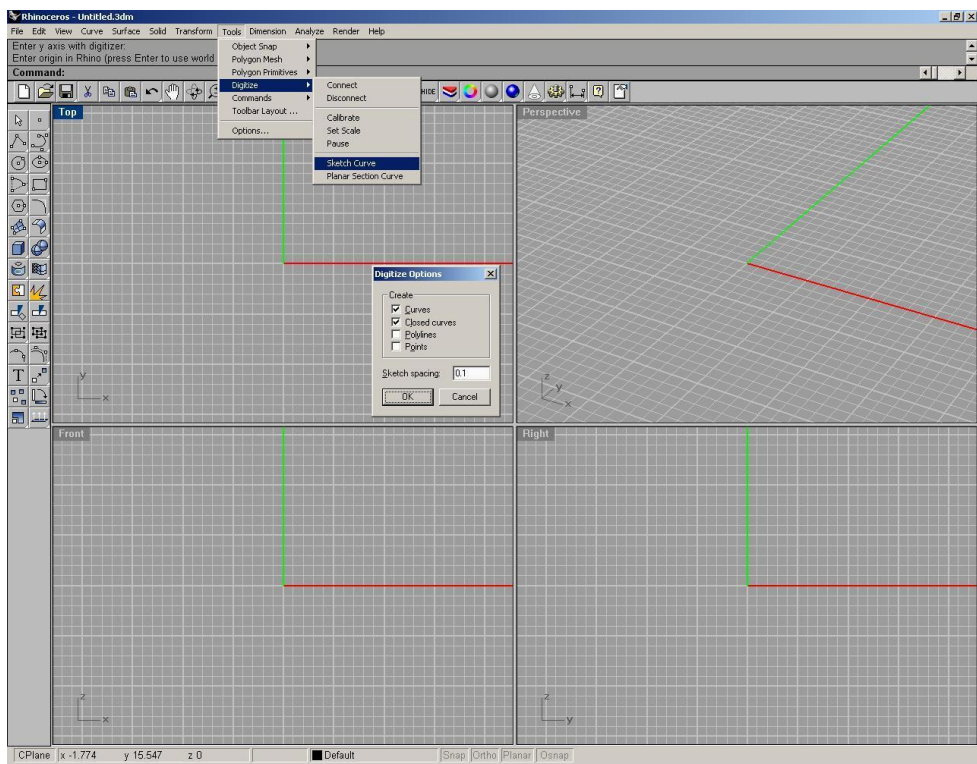 Rhinoceros - Untitled.3dm
File Edit View Curve Surface Solid Transform Tools Dimension Analyze Render Help
Enter y axis with digitizer:
Enter origin in Rhino (press Enter to use world
Command:
Object Snap
Polygon Mesh
Polygon Primitives
Digitize
Commands
Toolbar Layout ...
Options...
Connect
Disconnect
Calibrate
Set Scale
Pause
Sketch Curve
Planar Section Curve
HIDE
Top
Perspective
Digitize Options
Create
Curves
Closed curves
Polylines
Points
Sketch spacing: 0.1
OK Cancel
T
y
x
z
y
x
Front
Right
z
x
z
y
CPlane x -1.774 y 15.547 z 0 Default Snap Ortho Planar Osnap